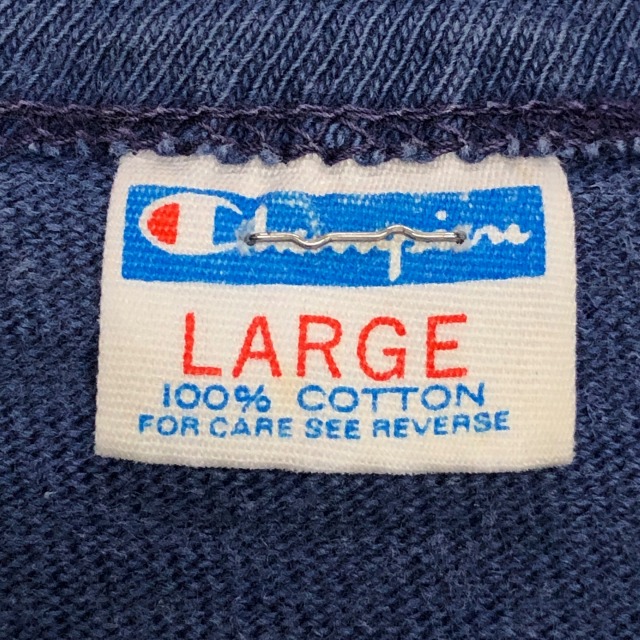 Champion
LARGE
100% COTTON
FOR CARE SEE REVERSE